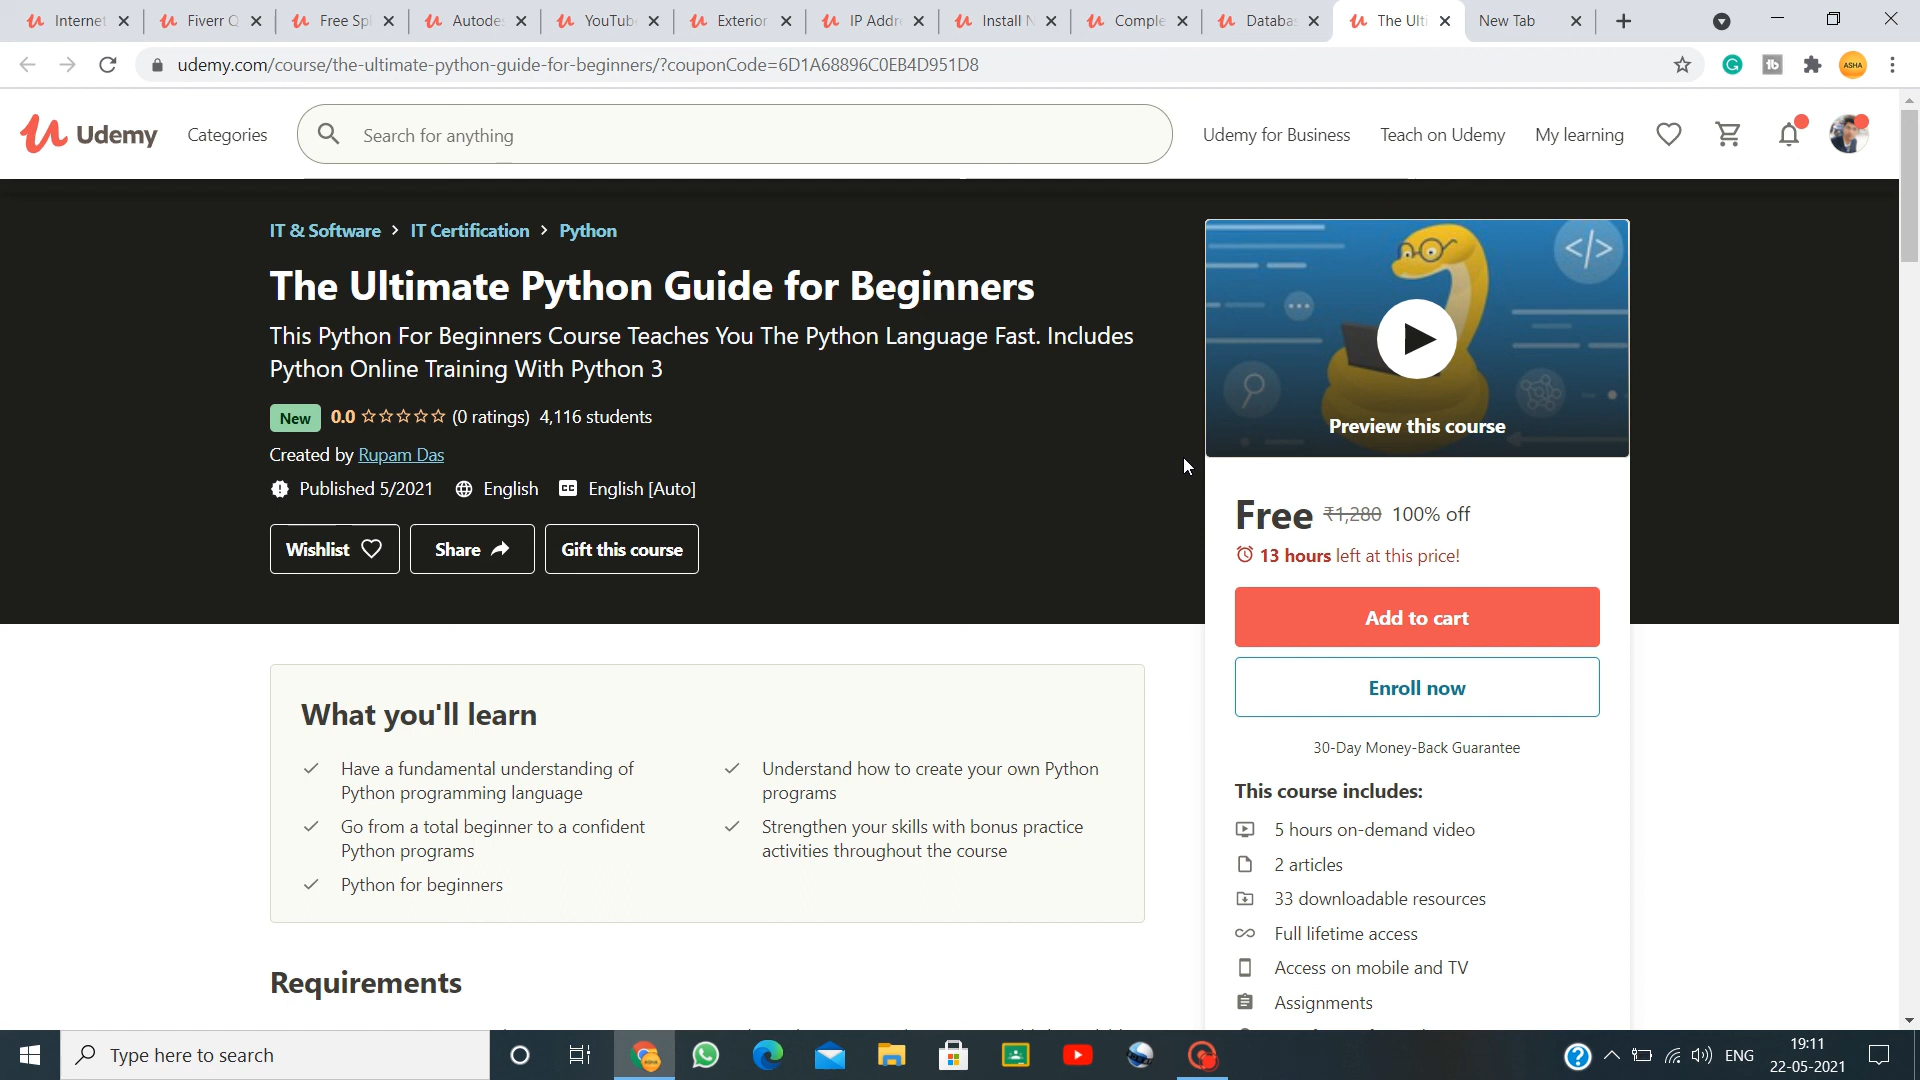 Internet
Fiverr
Free Sp
Autode
YouTub
Exterior
IP Addr
Install
Comple
Databa
The Ulti
New Tab
udemy.com/course/the-ultimate-python-guide-for-beginners/?couponCode=6D1A68896C0EB4D951D8
ASHA
Udemy
Categories
Search for anything
Udemy for Business
Teach on Udemy
My learning
IT & Software > IT Certification > Python
The Ultimate Python Guide for Beginners
This Python For Beginners Course Teaches You The Python Language Fast. Includes
Python Online Training With Python 3
New 0.0 (0 ratings) 4,116 students
Created by Rupam Das
Published 5/2021 English CC English [Auto]
Wishlist
Share
Gift this course
</>
Preview this course
Free ₹1,280 100% off
13 hours left at this price!
Add to cart
Enroll now
30-Day Money-Back Guarantee
This course includes:
5 hours on-demand video
2 articles
33 downloadable resources
Full lifetime access
Access on mobile and TV
Assignments
What you'll learn
Have a fundamental understanding of
Python programming language
Go from a total beginner to a confident
Python programs
Python for beginners
Understand how to create your own Python
programs
Strengthen your skills with bonus practice
activities throughout the course
Requirements
Type here to search
ENG
19:11
22-05-2021